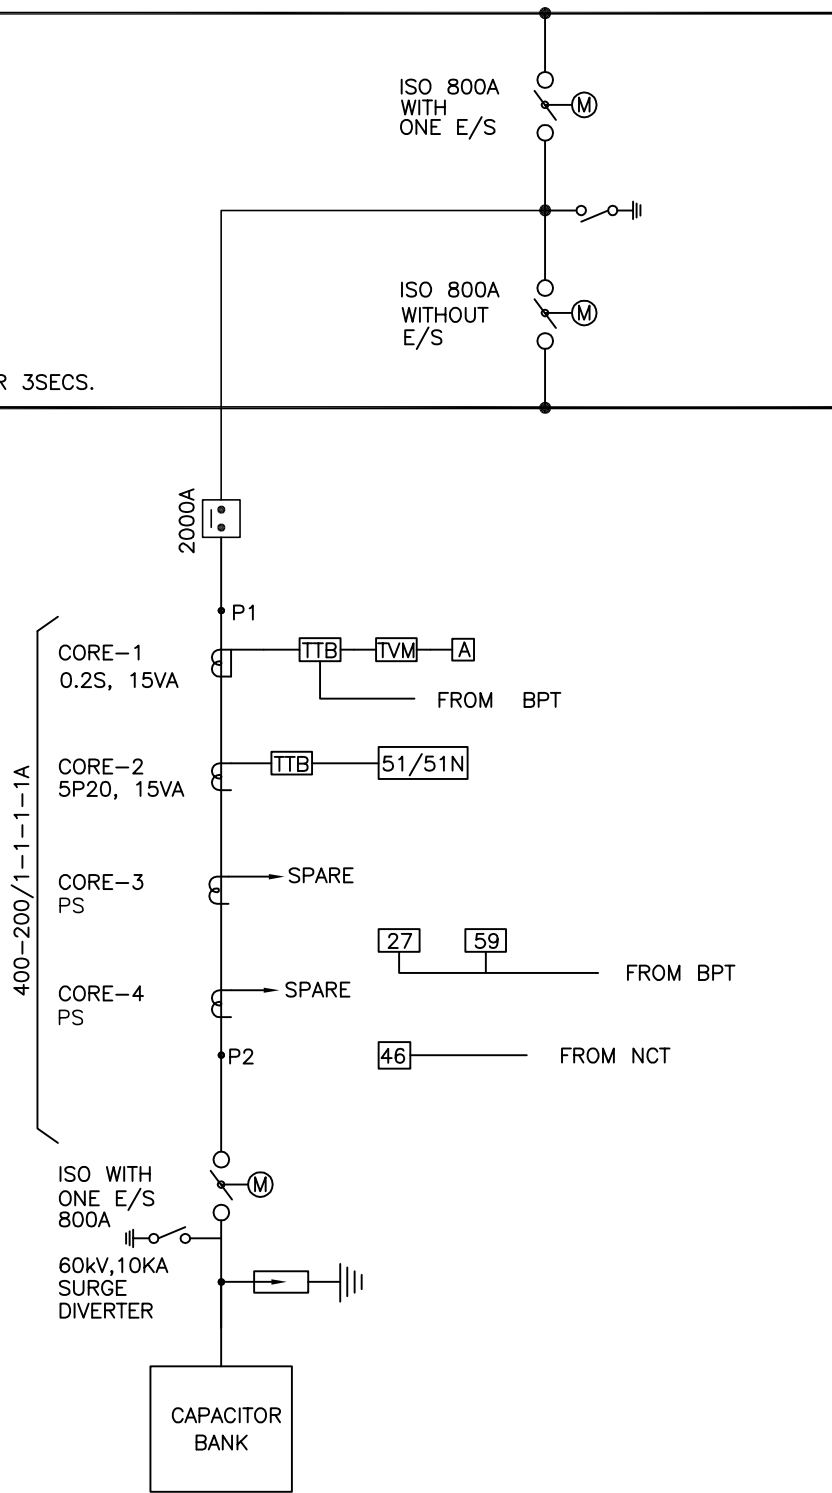 ISO 800A
WITH
ONE E/S
M
ISO 800A
WITHOUT
E/S
M
R 3SECS.
2000A
P1
CORE-1
0.2S, 15VA
TTB
TVM
A
FROM BPT
CORE-2
5P20, 15VA
TTB
51/51N
400-200/1-1-1-1A
CORE-3
PS
SPARE
27
59
FROM BPT
CORE-4
PS
SPARE
P2
46
FROM NCT
ISO WITH
ONE E/S
800A
M
60kV,10KA
SURGE
DIVERTER
CAPACITOR
BANK